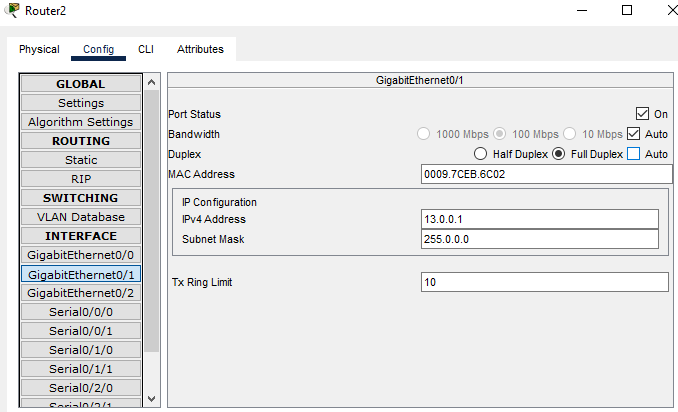 Router2
Physical Config CLI Attributes
GLOBAL
Settings
Algorithm Settings
ROUTING
Static
RIP
SWITCHING
VLAN Database
INTERFACE
GigabitEthernet0/0
GigabitEthernet0/1
GigabitEthernet0/2
Serial0/0/0
Serial0/0/1
Serial0/1/0
Serial0/1/1
Serial0/2/0
Serial0/2/1
GigabitEthernet0/1
Port Status On
Bandwidth 1000 Mbps 100 Mbps 10 Mbps Auto
Duplex Half Duplex Full Duplex Auto
MAC Address 0009.7CEB.6C02
IP Configuration
IPv4 Address 13.0.0.1
Subnet Mask 255.0.0.0
Tx Ring Limit 10